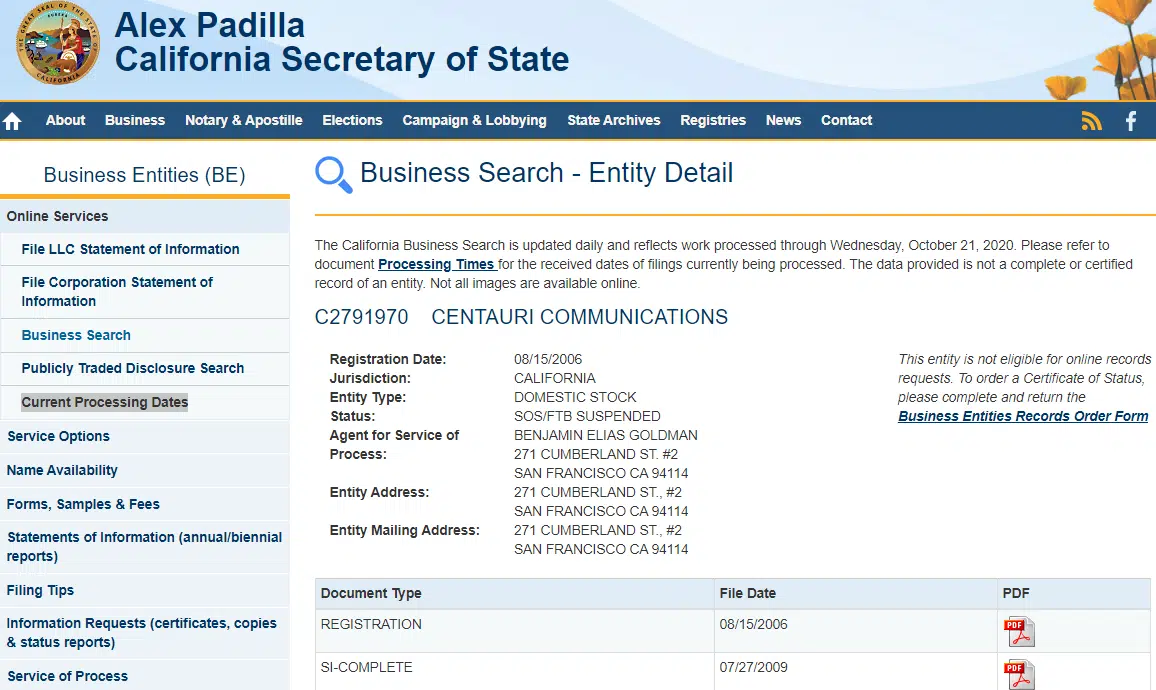 THE GREAT SEAL OF THE STATE OF CALIFORNIA
EUREKA
Alex Padilla
California Secretary of State
About Business Notary & Apostille Elections Campaign & Lobbying State Archives Registries News Contact
Business Entities (BE)
Online Services
File LLC Statement of Information
File Corporation Statement of
Information
Business Search
Publicly Traded Disclosure Search
Current Processing Dates
Service Options
Name Availability
Forms, Samples & Fees
Statements of Information (annual/biennial
reports)
Filing Tips
Information Requests (certificates, copies
& status reports)
Service of Process
Business Search - Entity Detail
The California Business Search is updated daily and reflects work processed through Wednesday, October 21, 2020. Please refer to
document Processing Times for the received dates of filings currently being processed. The data provided is not a complete or certified
record of an entity. Not all images are available online.
C2791970 CENTAURI COMMUNICATIONS
Registration Date: 08/15/2006
Jurisdiction: CALIFORNIA
Entity Type: DOMESTIC STOCK
Status: SOS/FTB SUSPENDED
Agent for Service of BENJAMIN ELIAS GOLDMAN
Process: 271 CUMBERLAND ST. #2
SAN FRANCISCO CA 94114
Entity Address: 271 CUMBERLAND ST., #2
SAN FRANCISCO CA 94114
Entity Mailing Address: 271 CUMBERLAND ST., #2
SAN FRANCISCO CA 94114
This entity is not eligible for online records
requests. To order a Certificate of Status,
please complete and return the
Business Entities Records Order Form
Document Type File Date PDF
REGISTRATION 08/15/2006 PDF
SI-COMPLETE 07/27/2009 PDF